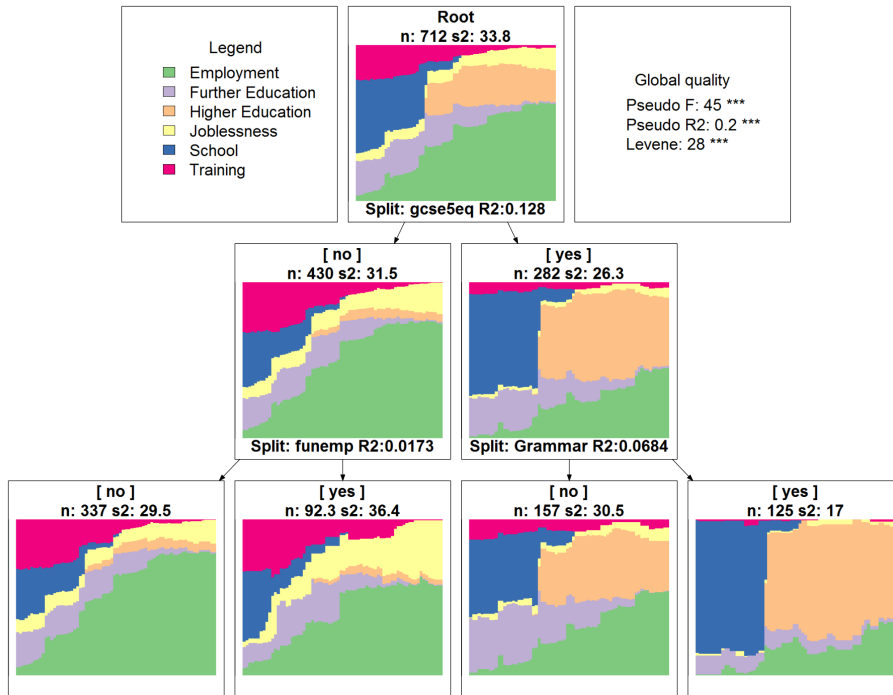 Legend
Employment
Further Education
Higher Education
Joblessness
School
Training
Root
n: 712 s2: 33.8
Split: gcse5eq R2:0.128
Global quality
Pseudo F: 45 ***
Pseudo R2: 0.2 ***
Levene: 28 ***
[ no ]
n: 430 s2: 31.5
Split: funemp R2:0.0173
[ yes ]
n: 282 s2: 26.3
Split: Grammar R2:0.0684
[ no ]
n: 337 s2: 29.5
[ yes ]
n: 92.3 s2: 36.4
[ no ]
n: 157 s2: 30.5
[ yes ]
n: 125 s2: 17